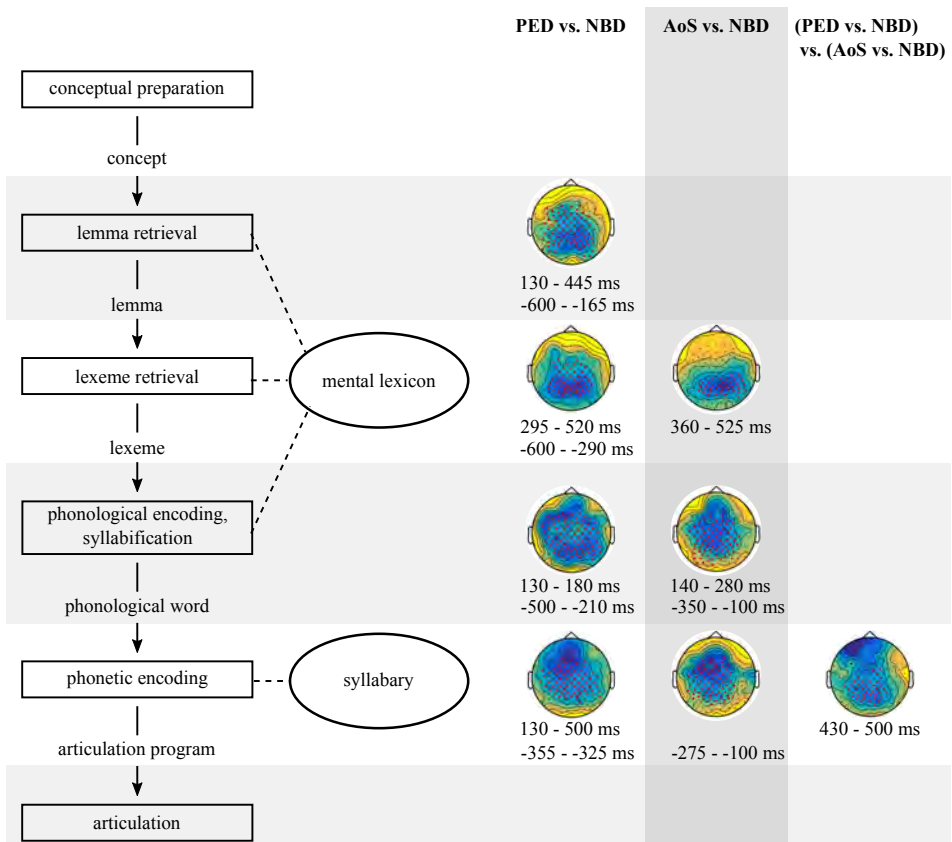 PED vs. NBD
AoS vs. NBD
(PED vs. NBD)
vs. (AoS vs. NBD)
conceptual preparation
concept
lemma retrieval
130 - 445 ms
-600 - -165 ms
lemma
lexeme retrieval
mental lexicon
295 - 520 ms
-600 - -290 ms
360 - 525 ms
lexeme
phonological encoding,
syllabification
130 - 180 ms
-500 - -210 ms
140 - 280 ms
-350 - -100 ms
phonological word
phonetic encoding
syllabary
130 - 500 ms
-355 - -325 ms
-275 - -100 ms
430 - 500 ms
articulation program
articulation